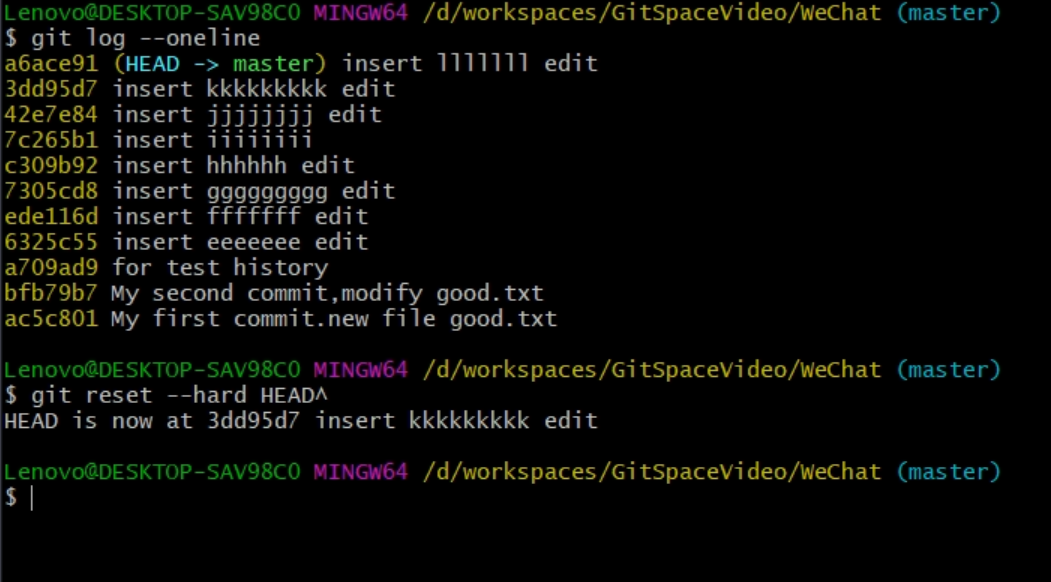 Lenovo@DESKTOP-SAV98C0 MINGW64 /d/workspaces/GitSpaceVideo/WeChat (master)
$ git log --oneline
a6ace91 (HEAD -> master) insert lllllll edit
3dd95d7 insert kkkkkkkkk edit
42e7e84 insert jjjjjjjj edit
7c265b1 insert iiiiiiii
c309b92 insert hhhhhh edit
7305cd8 insert ggggggggg edit
ede116d insert fffffff edit
6325c55 insert eeeeeee edit
a709ad9 for test history
bfb79b7 My second commit,modify good.txt
ac5c801 My first commit.new file good.txt
Lenovo@DESKTOP-SAV98C0 MINGW64 /d/workspaces/GitSpaceVideo/WeChat (master)
$ git reset --hard HEAD^
HEAD is now at 3dd95d7 insert kkkkkkkkk edit
Lenovo@DESKTOP-SAV98C0 MINGW64 /d/workspaces/GitSpaceVideo/WeChat (master)
$